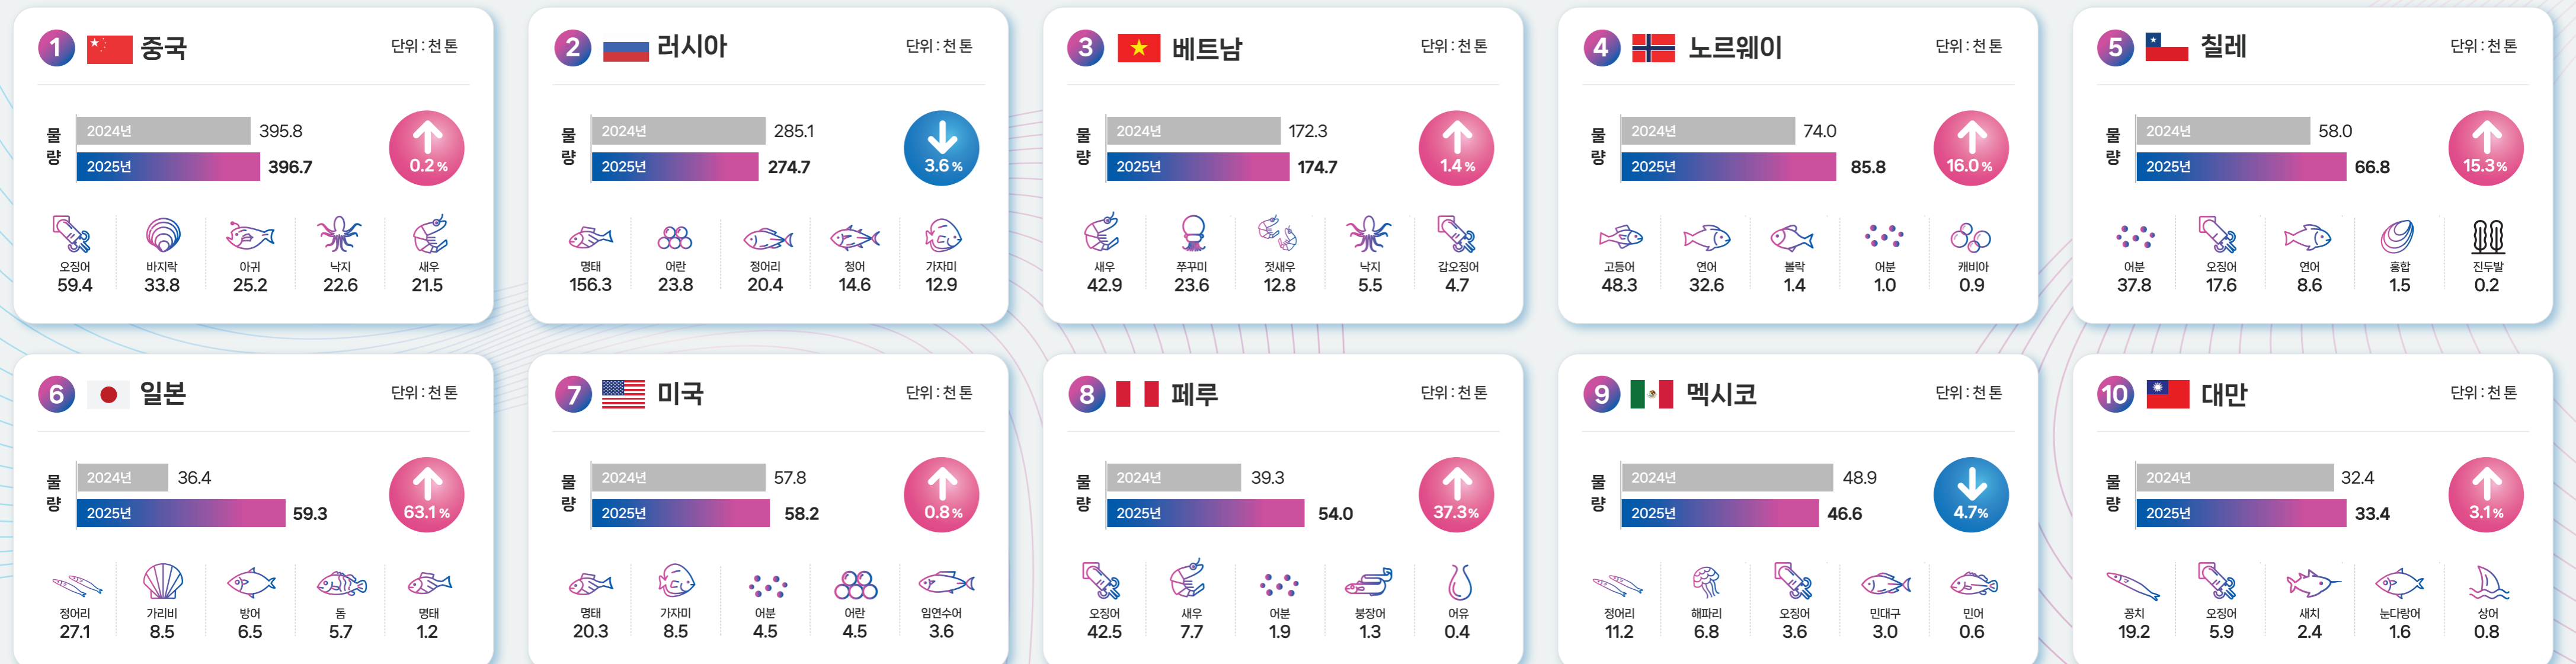 1 중국 단위 : 천 톤
물량
2024년 395.8
2025년 396.7
0.2 %
오징어 바지락 아귀 낙지 새우
59.4 33.8 25.2 22.6 21.5
2 러시아 단위 : 천 톤
물량
2024년 285.1
2025년 274.7
3.6 %
명태 어란 정어리 청어 가자미
156.3 23.8 20.4 14.6 12.9
3 베트남 단위 : 천 톤
물량
2024년 172.3
2025년 174.7
1.4 %
새우 쭈꾸미 젓새우 낙지 갑오징어
42.9 23.6 12.8 5.5 4.7
4 노르웨이 단위 : 천 톤
물량
2024년 74.0
2025년 85.8
16.0 %
고등어 연어 볼락 어분 캐비아
48.3 32.6 1.4 1.0 0.9
5 칠레 단위 : 천 톤
물량
2024년 58.0
2025년 66.8
15.3 %
어분 오징어 연어 홍합 진두발
37.8 17.6 8.6 1.5 0.2
6 일본 단위 : 천 톤
물량
2024년 36.4
2025년 59.3
63.1 %
정어리 가리비 방어 돔 명태
27.1 8.5 6.5 5.7 1.2
7 미국 단위 : 천 톤
물량
2024년 57.8
2025년 58.2
0.8 %
명태 가자미 어분 어란 임연수어
20.3 8.5 4.5 4.5 3.6
8 페루 단위 : 천 톤
물량
2024년 39.3
2025년 54.0
37.3 %
오징어 새우 어분 붕장어 어유
42.5 7.7 1.9 1.3 0.4
9 멕시코 단위 : 천 톤
물량
2024년 48.9
2025년 46.6
4.7%
정어리 해파리 오징어 민대구 민어
11.2 6.8 3.6 3.0 0.6
10 대만 단위 : 천 톤
물량
2024년 32.4
2025년 33.4
3.1 %
꽁치 오징어 새치 눈다랑어 상어
19.2 5.9 2.4 1.6 0.8